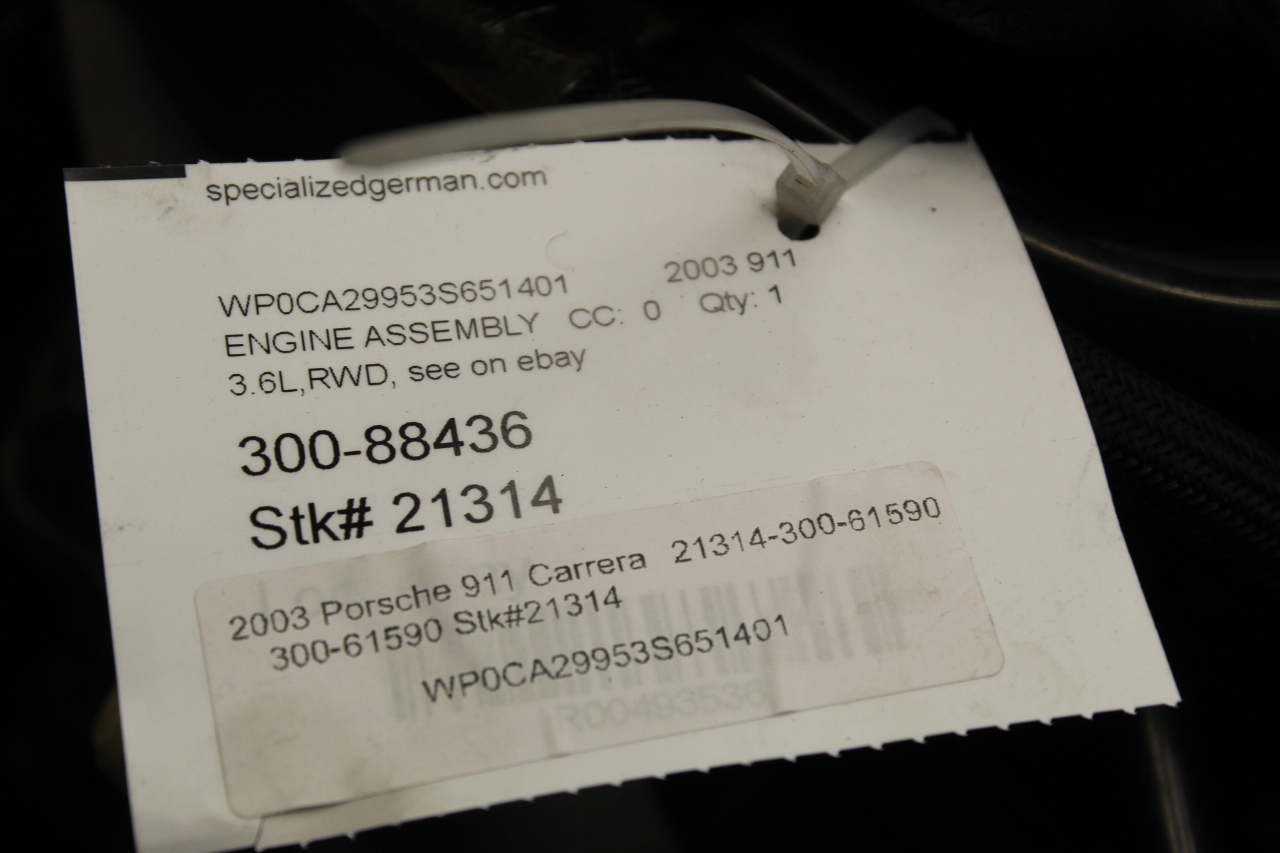 specializedgerman.com
WP0CA29953S651401 2003 911
ENGINE ASSEMBLY CC: 0 Qty: 1
3.6L,RWD, see on ebay
300-88436
Stk# 21314
2003 Porsche 911 Carrera 21314-300-61590
300-61590 Stk#21314
WP0CA29953S651401
R00493536